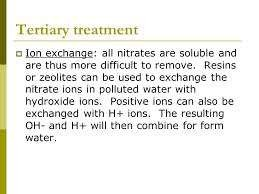 Tertiary treatment
Ion exchange: all nitrates are soluble and
are thus more difficult to remove.  Resins
or zeolites can be used to exchange the
nitrate ions in polluted water with
hydroxide ions.  Positive ions can also be
exchanged with H+ ions.  The resulting
OH- and H+ will then combine for form
water.